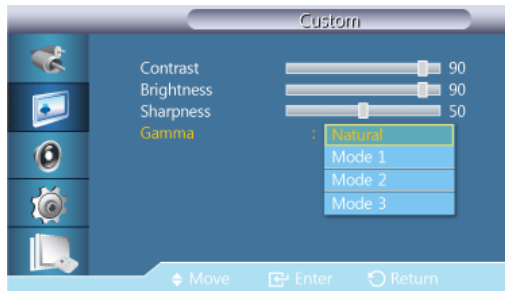 Custom
Contrast 90
Brightness 90
Sharpness 50
Gamma : Natural
Mode 1
Mode 2
Mode 3
Move Enter Return